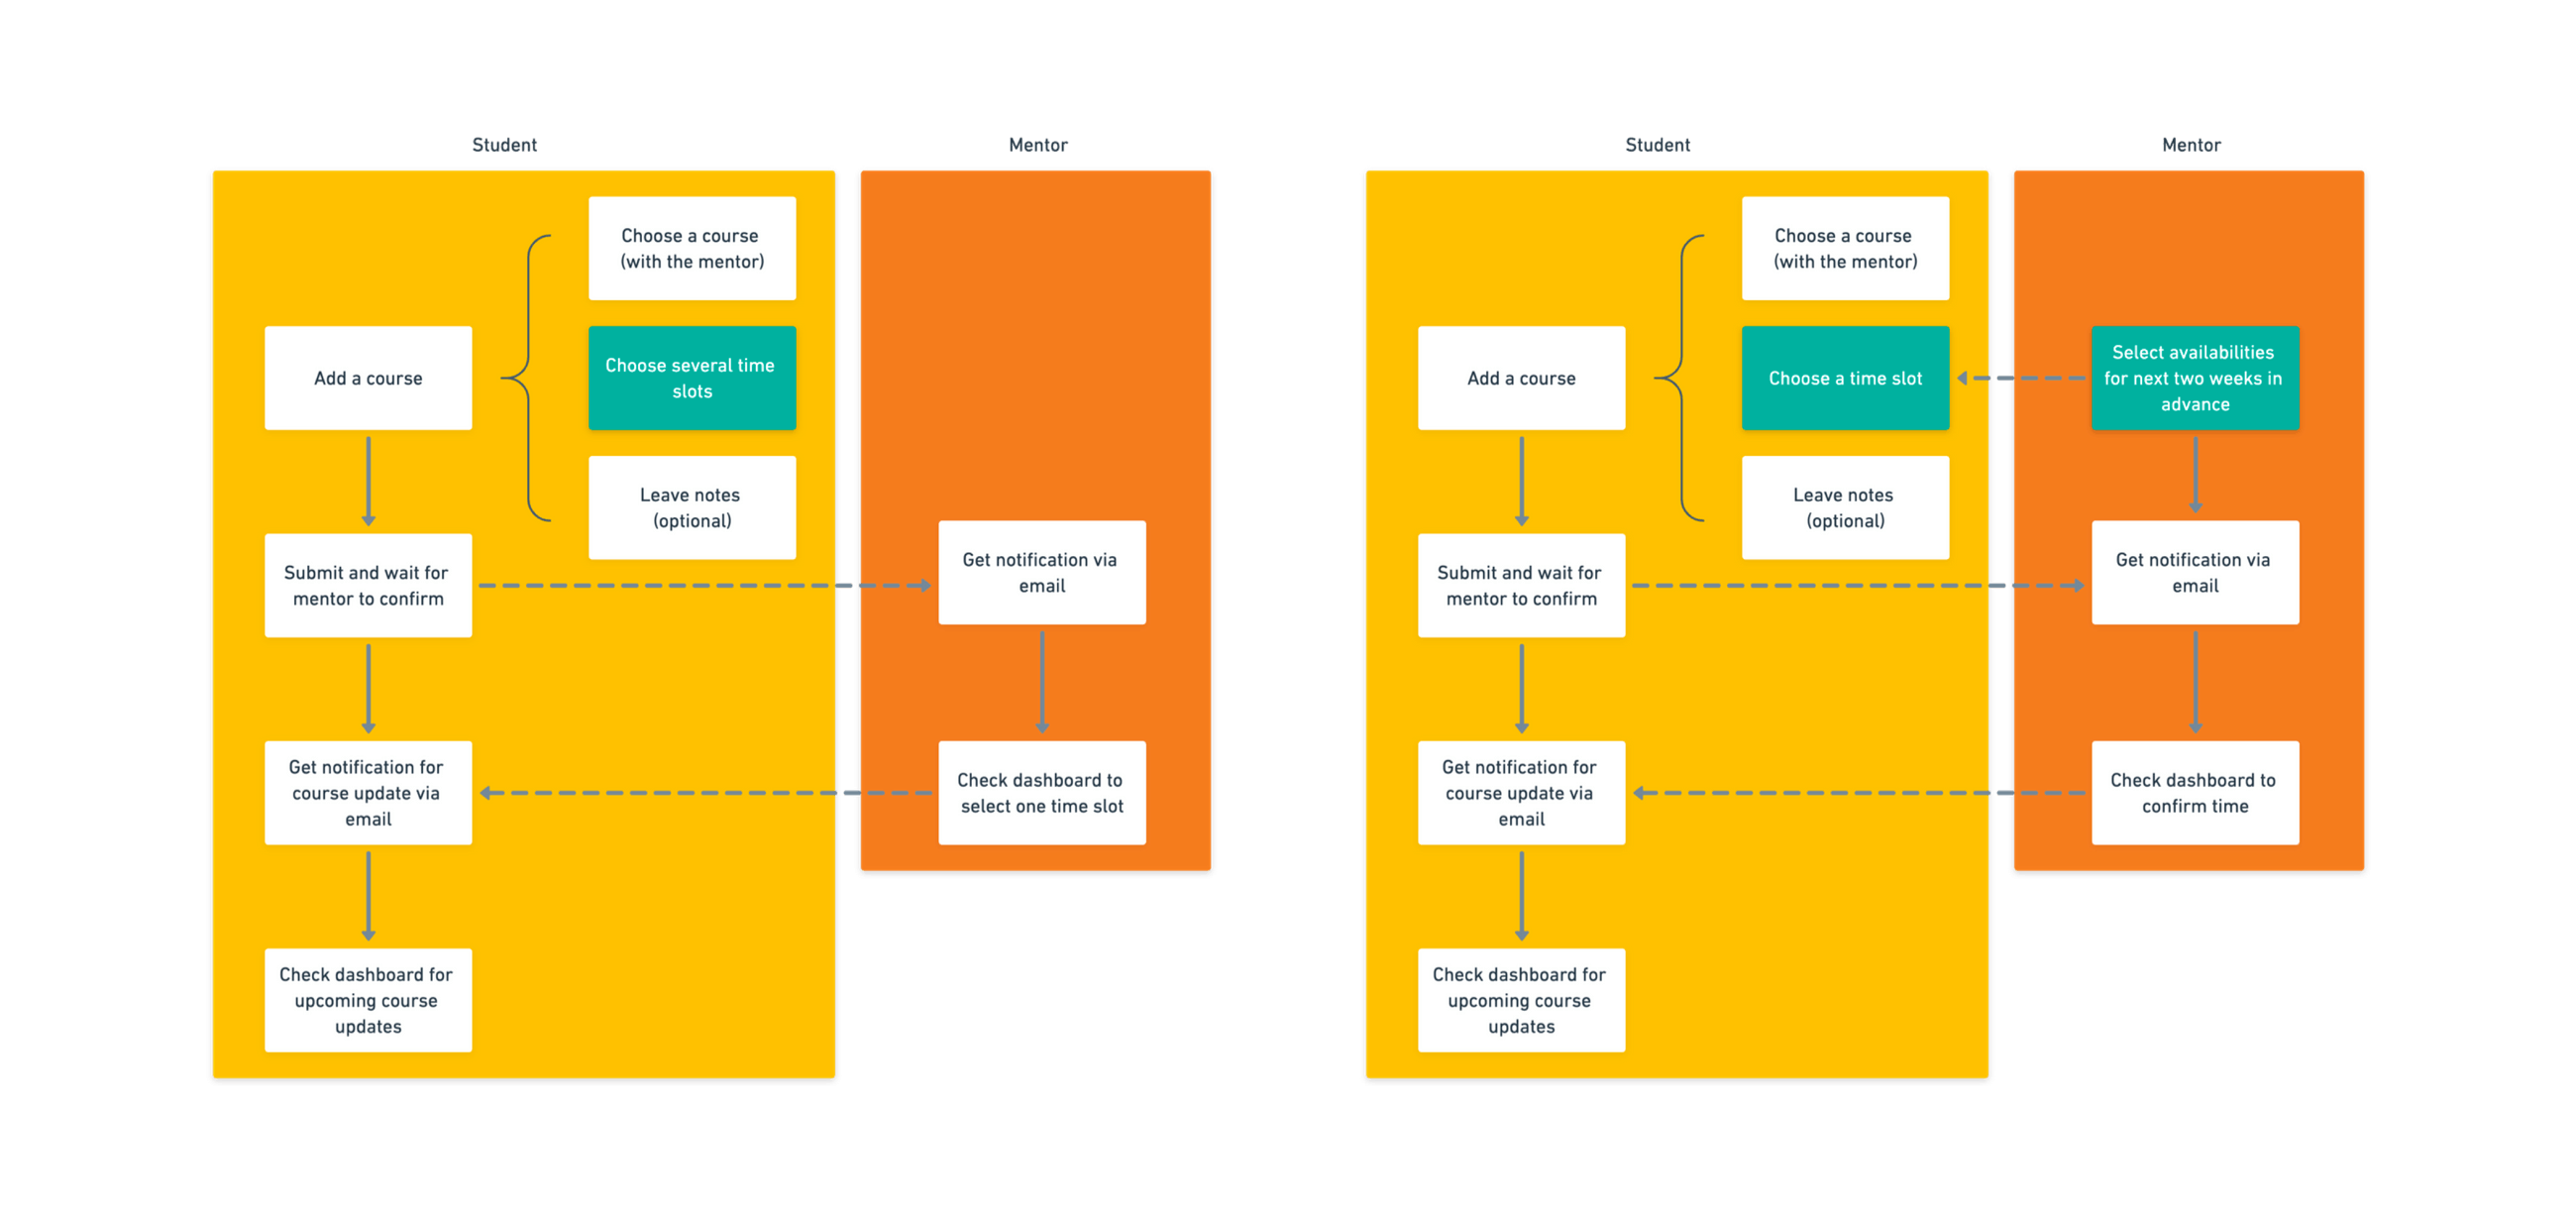 Student
Mentor
Choose a course
(with the mentor)
Add a course
Choose several time
slots
Leave notes
(optional)
Submit and wait for
mentor to confirm
Get notification via
email
Get notification for
course update via
email
Check dashboard to
select one time slot
Check dashboard for
upcoming course
updates
Student
Mentor
Choose a course
(with the mentor)
Add a course
Choose a time slot
Select availabilities
for next two weeks in
advance
Leave notes
(optional)
Submit and wait for
mentor to confirm
Get notification via
email
Get notification for
course update via
email
Check dashboard to
confirm time
Check dashboard for
upcoming course
updates